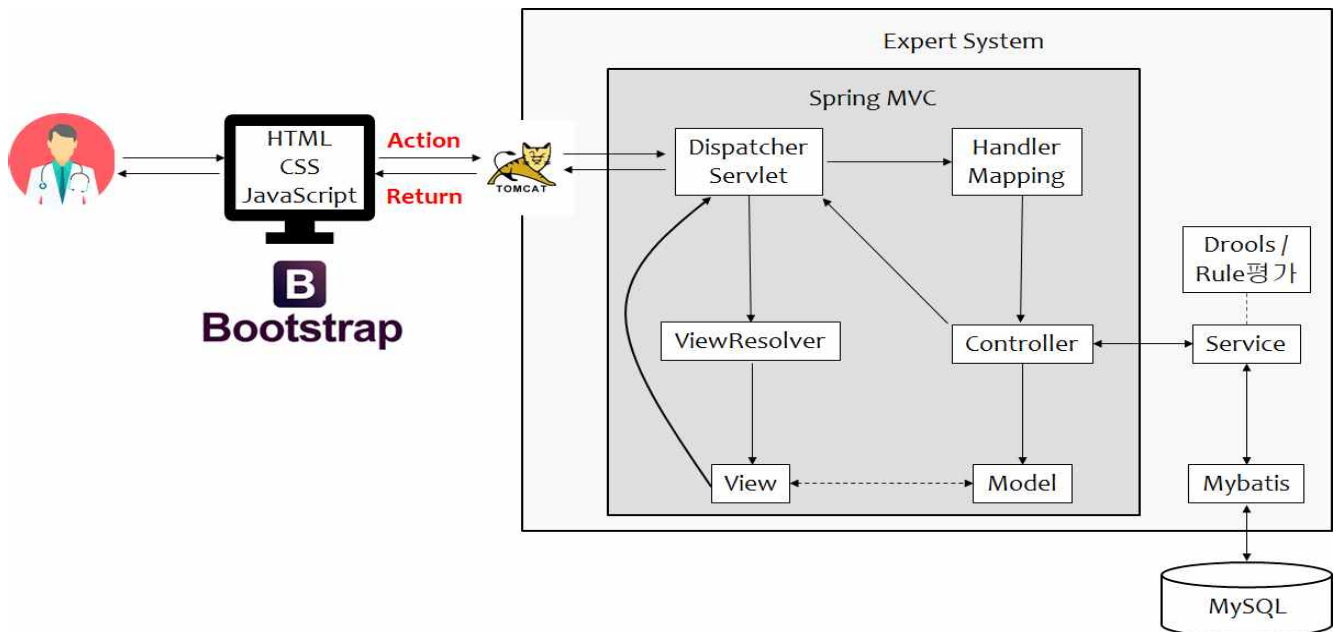 Expert System
Spring MVC
HTML
CSS
JavaScript
Action
Return
TOMCAT
Dispatcher
Servlet
Handler
Mapping
B
Bootstrap
Drools /
Rule평가
ViewResolver
Controller
Service
View
Model
Mybatis
MySQL